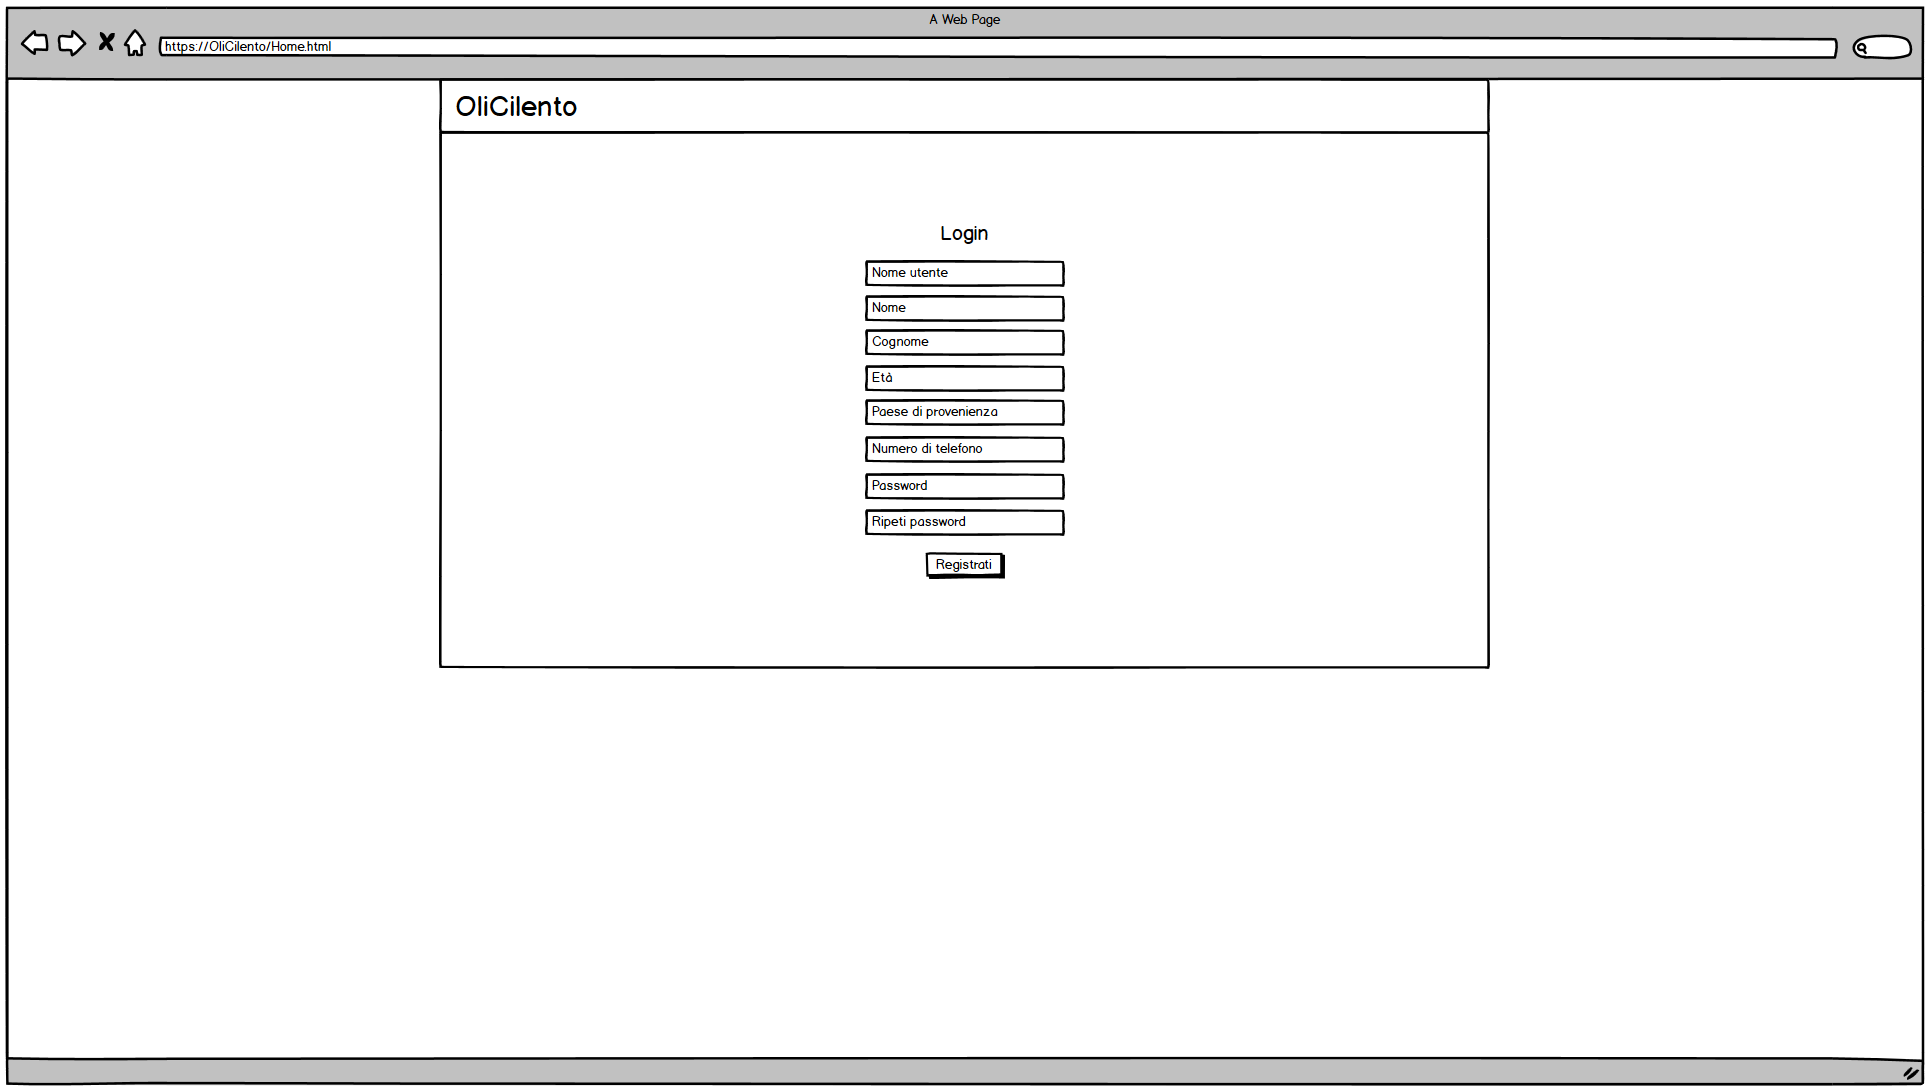 A Web Page
https://OliCilento/Home.html
OliCilento
Login
Nome utente
Nome
Cognome
Età
Paese di provenienza
Numero di telefono
Password
Ripeti password
Registrati